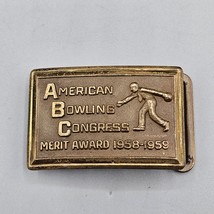 AMERICAN
BOWLING
CONGRESS
MERIT AWARD 1958-1959